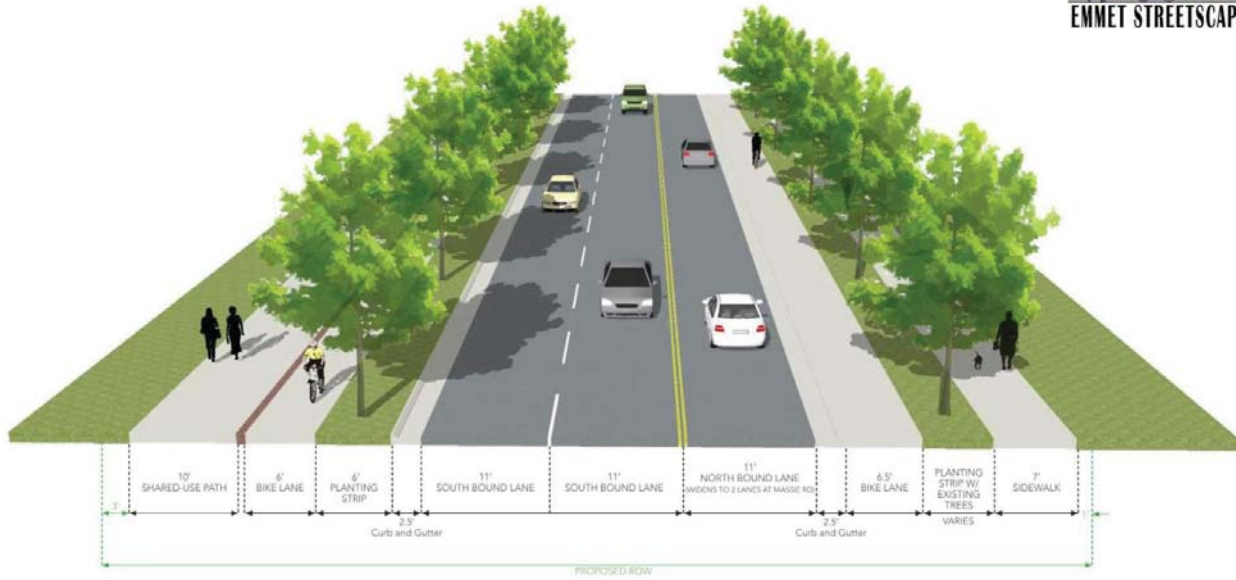 EMMET STREETSCAP
3'
10'
SHARED-USE PATH
6'
BIKE LANE
6'
PLANTING
STRIP
2.5'
Curb and Gutter
11'
SOUTH BOUND LANE
11'
SOUTH BOUND LANE
11'
NORTH BOUND LANE
(WIDENS TO 2 LANES AT MASSIE RD)
2.5'
Curb and Gutter
6.5'
BIKE LANE
PLANTING
STRIP W/
EXISTING
TREES
VARIES
7'
SIDEWALK
1'
PROPOSED ROW